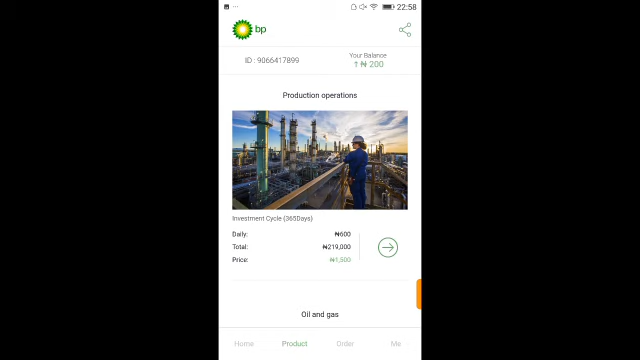 22:58
bp
ID : 9066417899
Your Balance
↑ ₦ 200
Production operations
Investment Cycle (365Days)
Daily: ₦600
Total: ₦219,000
Price: ₦1,500
Oil and gas
Home Product Order Me